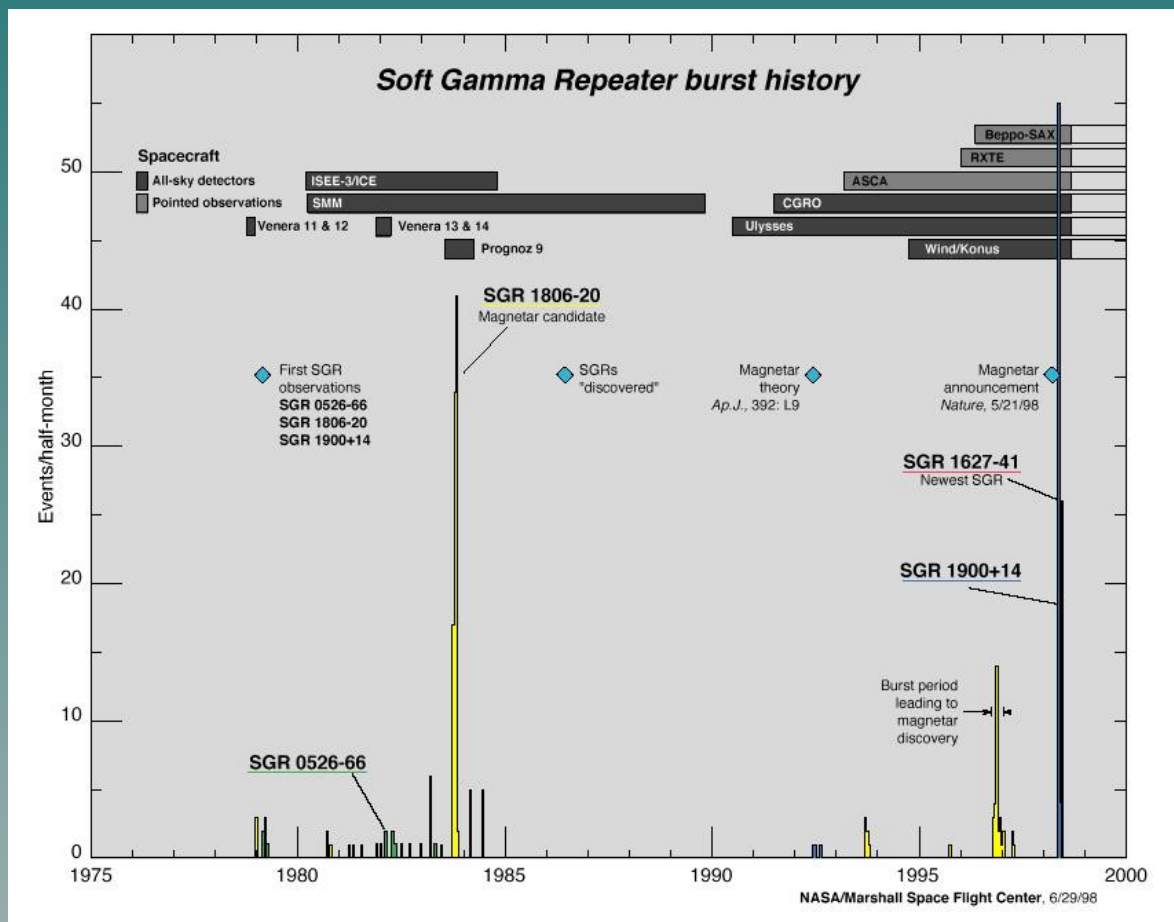 Soft Gamma Repeater burst history
Spacecraft
All-sky detectors
Pointed observations
Beppo-SAX
RXTE
ISEE-3/ICE
ASCA
SMM
CGRO
Venera 11 & 12
Venera 13 & 14
Ulysses
Prognoz 9
Wind/Konus
SGR 1806-20
Magnetar candidate
First SGR
observations
SGR 0526-66
SGR 1806-20
SGR 1900+14
SGRs
"discovered"
Magnetar
theory
Ap.J., 392: L9
Magnetar
announcement
Nature, 5/21/98
SGR 1627-41
Newest SGR
SGR 1900+14
Burst period
leading to
magnetar
discovery
SGR 0526-66
Events/half-month
50
40
30
20
10
0
1975 1980 1985 1990 1995 2000
NASA/Marshall Space Flight Center, 6/29/98